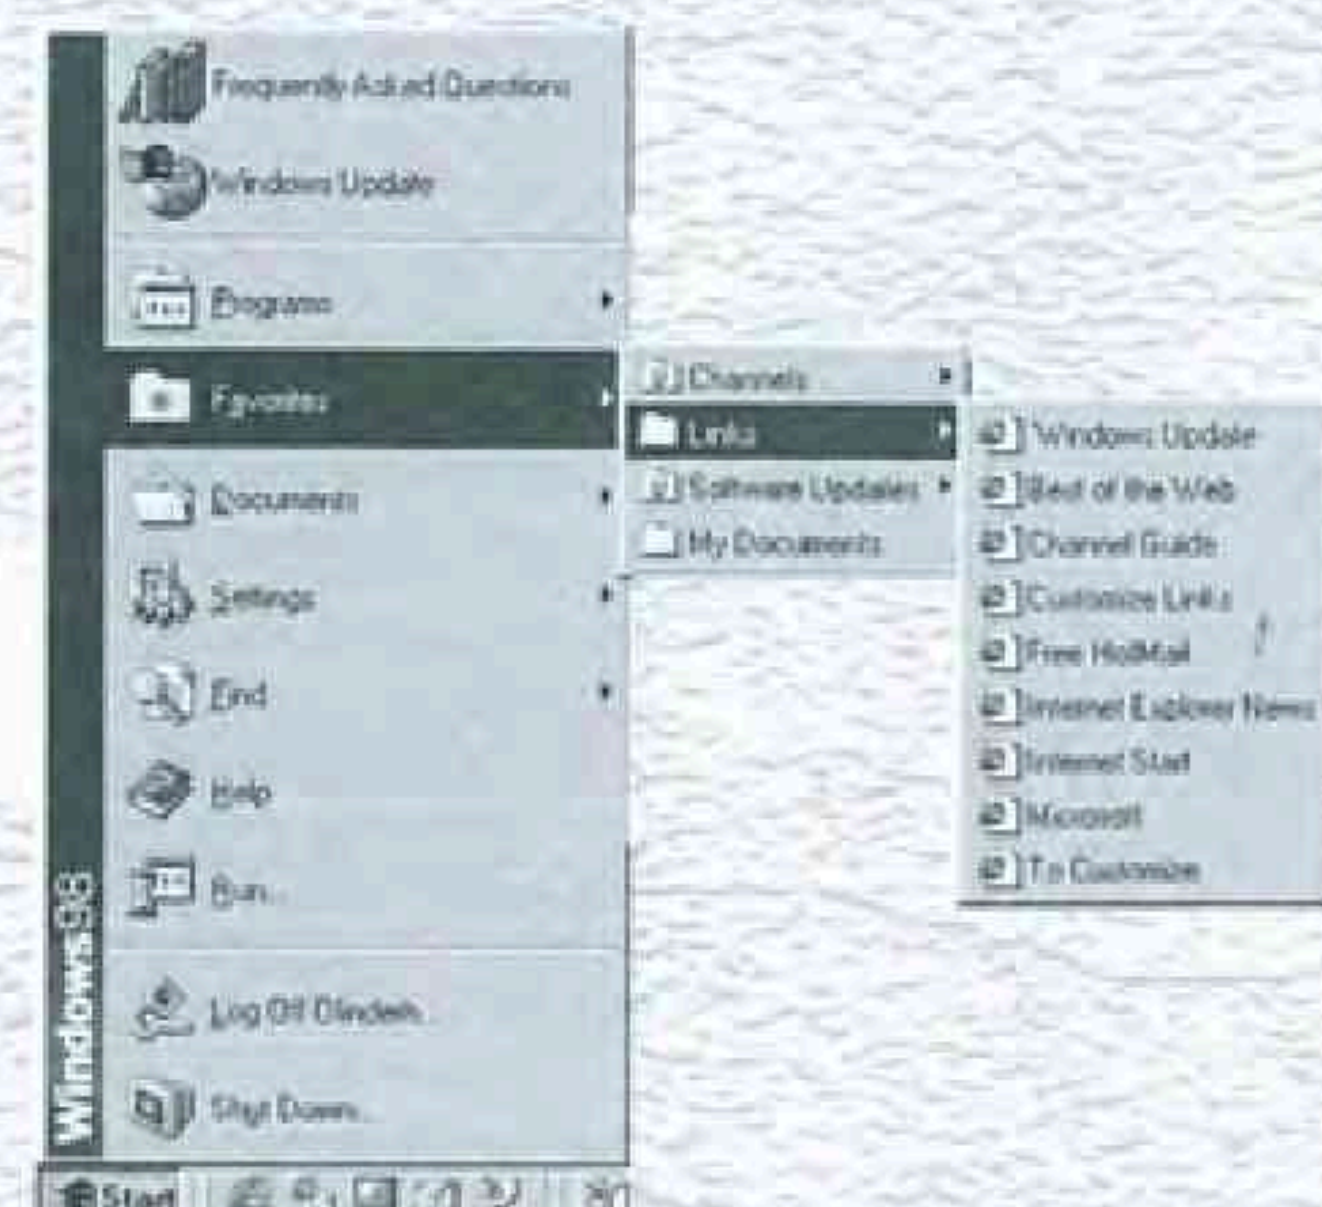 Frequently Asked Questions
Windows Update
Programs
Favorites
Documents
Settings
Find
Help
Run...
Log Off
Shut Down...
Windows98
Start
Channels
Links
Software Updates
My Documents
Windows Update
Best of the Web
Channel Guide
Customize Links
Free HotMail
Internet Explorer News
Internet Start
Microsoft
To Customize